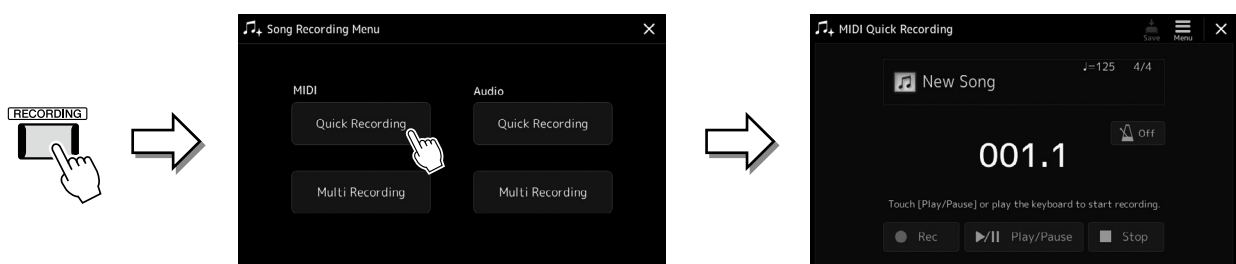 RECORDING
Song Recording Menu
MIDI
Audio
Quick Recording
Quick Recording
Multi Recording
Multi Recording
MIDI Quick Recording
Save
Menu
New Song
♩=125 4/4
Off
001.1
Touch [Play/Pause] or play the keyboard to start recording.
Rec
Play/Pause
Stop